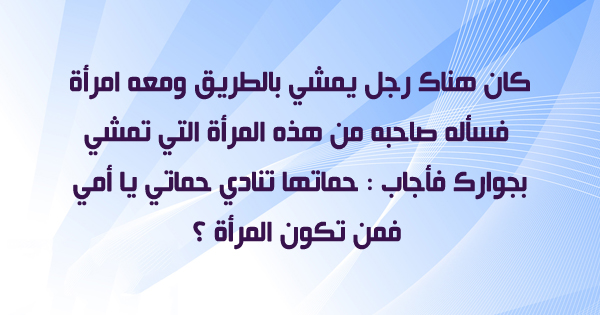 كان هناك رجل يمشي بالطريق ومعه امرأة
فسأله صاحبه من هذه المرأة التي تمشي
بجوارك فأجاب : حماتها تنادي حماتي يا أمي
فمن تكون المرأة ؟